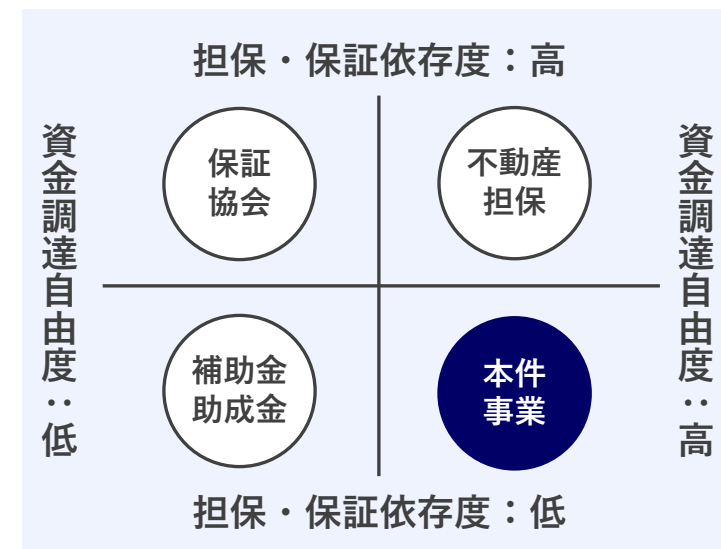 担保・保証依存度：高
資金調達自由度：低
保証
協会
不動産
担保
資金調達自由度：高
補助金
助成金
本件
事業
担保・保証依存度：低